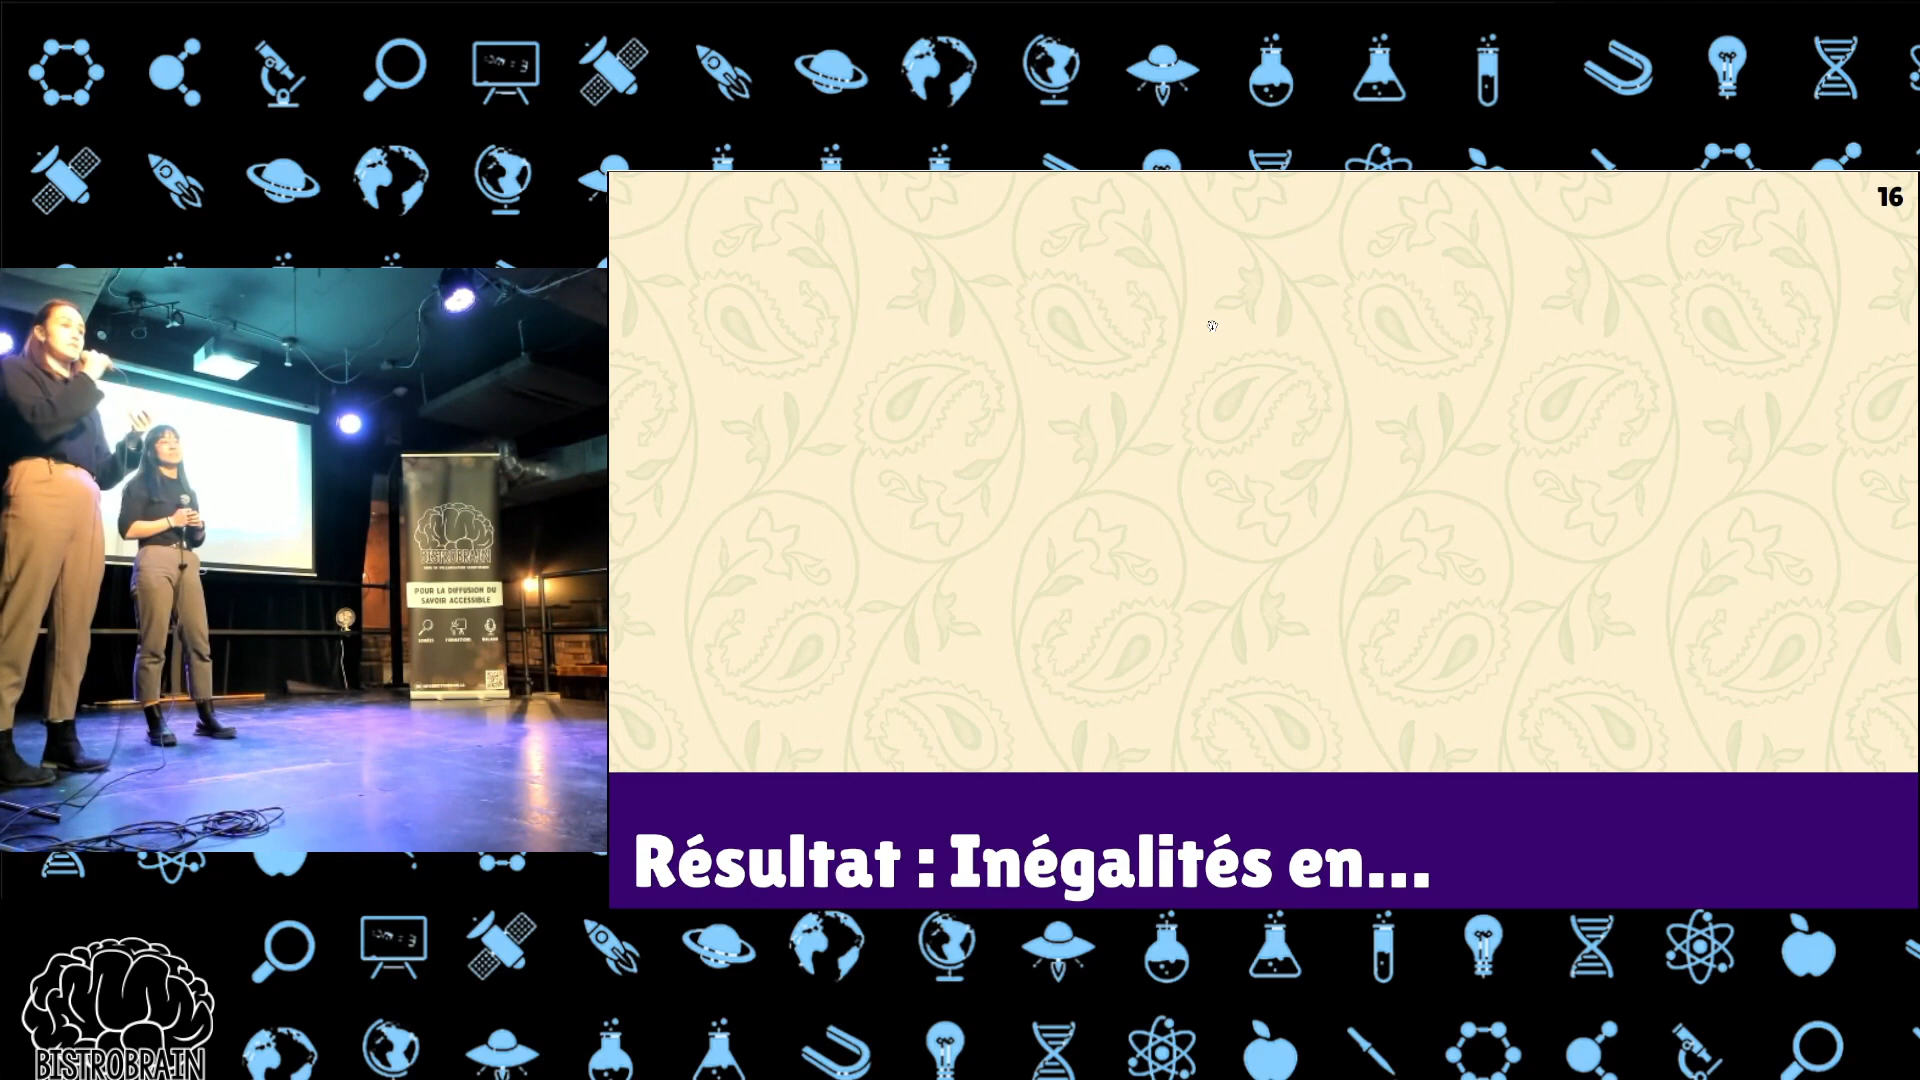 16
BISTROBRAIN
POUR LA DIFFUSION DU
SAVOIR ACCESSIBLE
Résultat : Inégalités en...
BISTROBRAIN